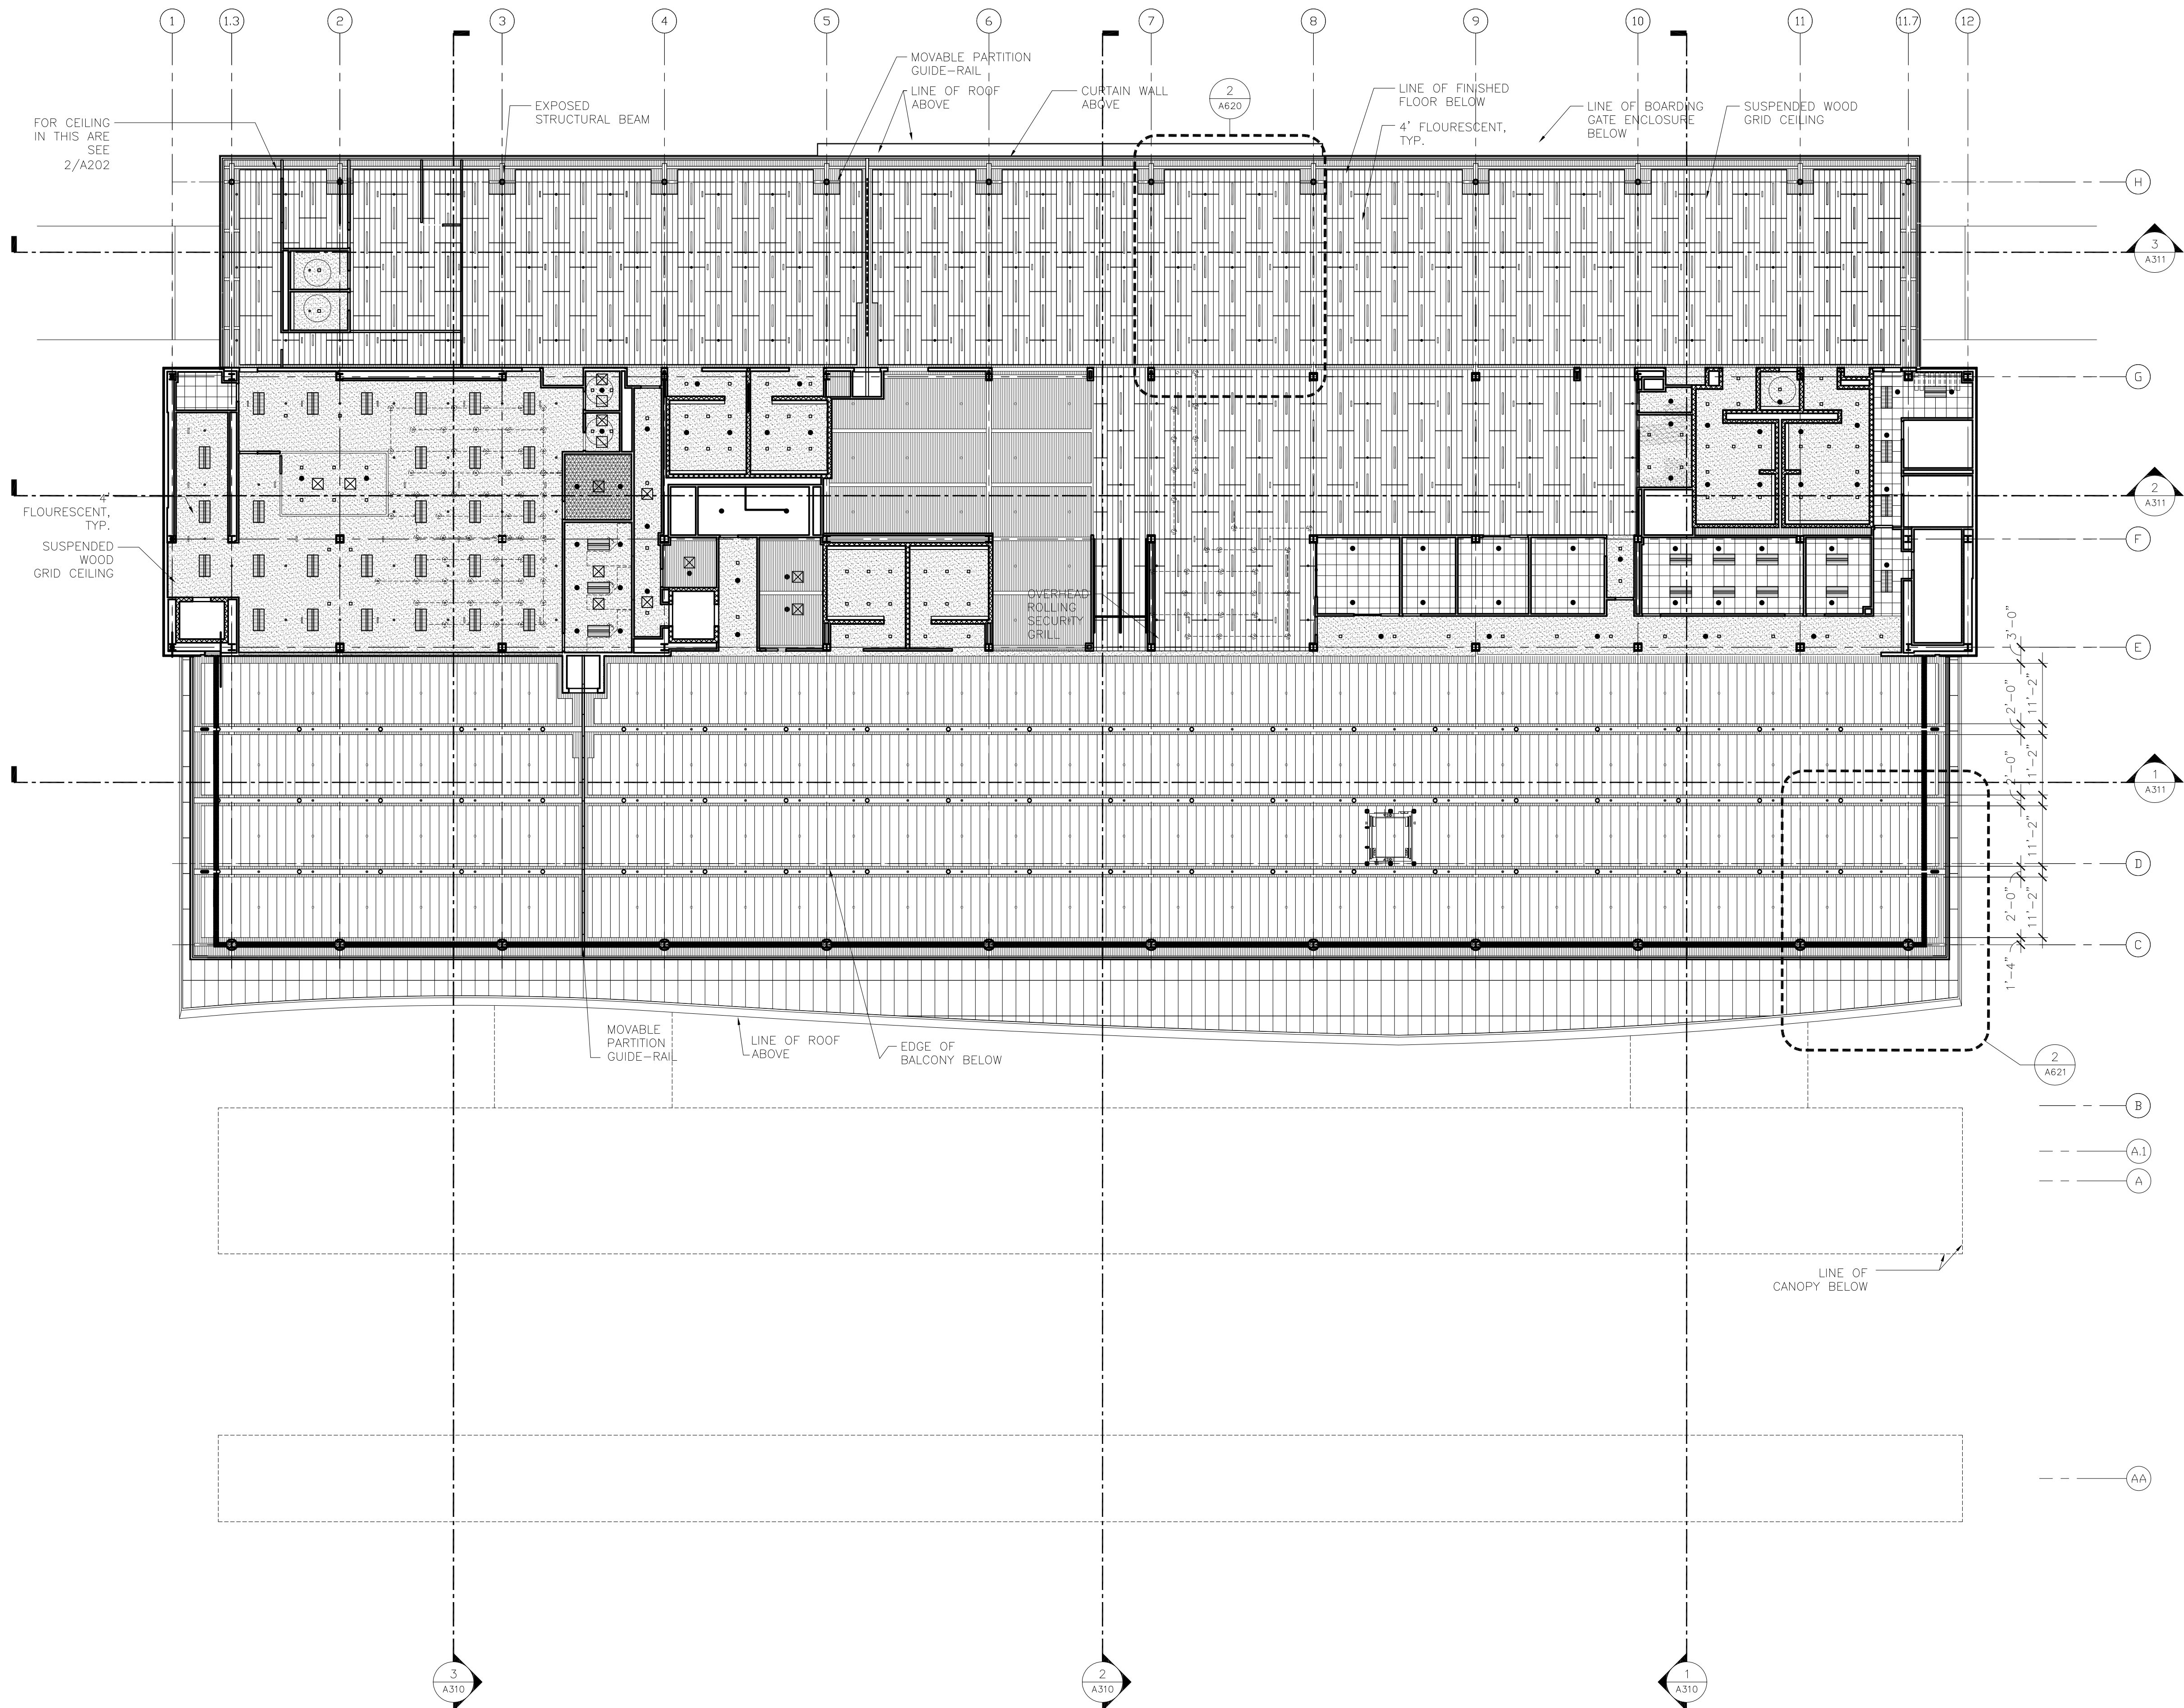 1
1.3
2
3
4
5
6
7
8
9
10
11
11.7
12
MOVABLE PARTITION
GUIDE-RAIL
LINE OF ROOF
ABOVE
CURTAIN WALL
ABOVE
2
A620
LINE OF FINISHED
FLOOR BELOW
4' FLOURESCENT,
TYP.
LINE OF BOARDING
GATE ENCLOSURE
BELOW
SUSPENDED WOOD
GRID CEILING
EXPOSED
STRUCTURAL BEAM
FOR CEILING
IN THIS ARE
SEE
2/A202
H
3
A311
G
4'
FLOURESCENT,
TYP.
2
A311
SUSPENDED
WOOD
GRID CEILING
F
OVERHEAD
ROLLING
SECURITY
GRILL
E
3'-0"
2'-0"
11'-2"
2'-0"
11'-2"
1
A311
11'-2"
D
2'-0"
11'-2"
C
1'-4"
MOVABLE
PARTITION
GUIDE-RAIL
LINE OF ROOF
ABOVE
EDGE OF
BALCONY BELOW
2
A621
B
A.1
A
LINE OF
CANOPY BELOW
AA
3
A310
2
A310
1
A310